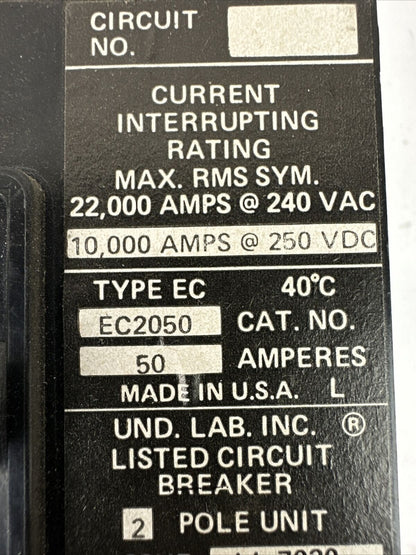 CIRCUIT
NO.
CURRENT
INTERRUPTING
RATING
MAX. RMS SYM.
22,000 AMPS @ 240 VAC
10,000 AMPS @ 250 VDC
TYPE EC 40°C
EC2050 CAT. NO.
50 AMPERES
MADE IN U.S.A. L
UND. LAB. INC. ®
LISTED CIRCUIT
BREAKER
2 POLE UNIT